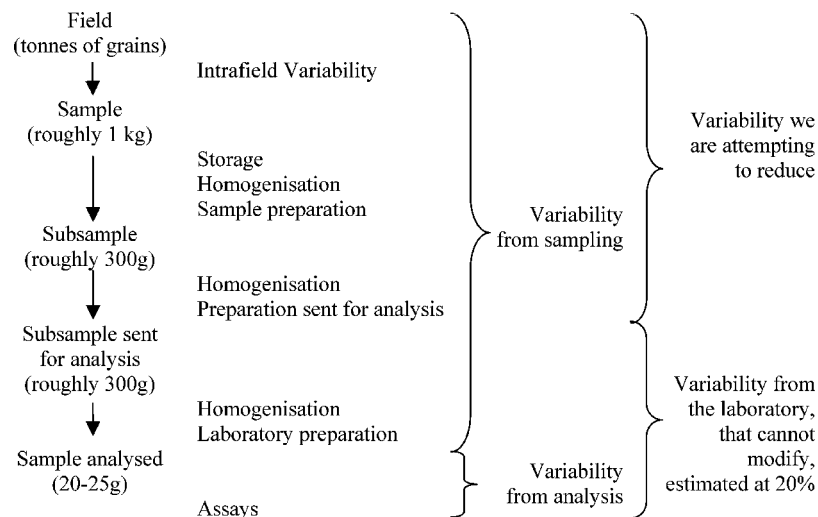 Field
(tonnes of grains)
Intrafield Variability
Sample
(roughly 1 kg)
Storage
Homogenisation
Sample preparation
Subsample
(roughly 300g)
Homogenisation
Preparation sent for analysis
Subsample sent
for analysis
(roughly 300g)
Homogenisation
Laboratory preparation
Sample analysed
(20-25g)
Assays
Variability
from sampling
Variability
from analysis
Variability we
are attempting
to reduce
Variability from
the laboratory,
that cannot
modify,
estimated at 20%